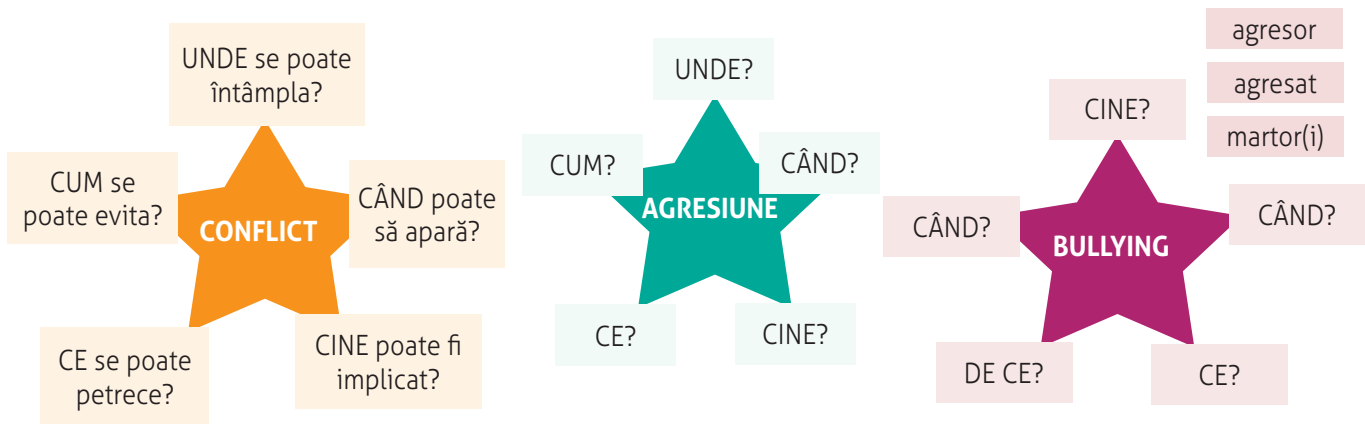 UNDE se poate
întâmpla?
CUM se
poate evita?
CONFLICT
CÂND poate
să apară?
CE se poate
petrece?
CINE poate fi
implicat?
UNDE?
CUM?
CÂND?
AGRESIUNE
CE?
CINE?
agresor
agresat
martor(i)
CINE?
CÂND?
CÂND?
BULLYING
DE CE?
CE?